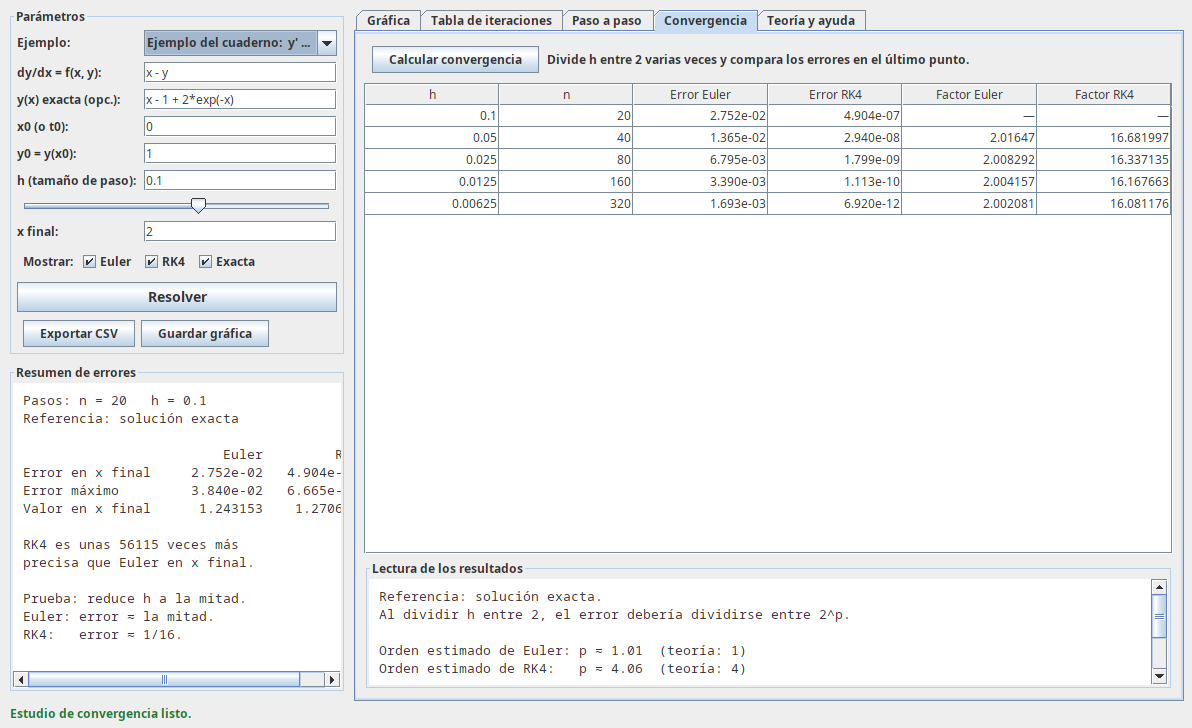 Parámetros
Ejemplo: Ejemplo del cuaderno: y' ...
dy/dx = f(x, y): x - y
y(x) exacta (opc.): x - 1 + 2*exp(-x)
x0 (o t0): 0
y0 = y(x0): 1
h (tamaño de paso): 0.1
x final: 2
Mostrar: Euler RK4 Exacta
Resolver
Exportar CSV Guardar gráfica
Resumen de errores
Pasos: n = 20 h = 0.1
Referencia: solución exacta
Euler R
Error en x final 2.752e-02 4.904e-
Error máximo 3.840e-02 6.665e-
Valor en x final 1.243153 1.2706
RK4 es unas 56115 veces más
precisa que Euler en x final.
Prueba: reduce h a la mitad.
Euler: error ≈ la mitad.
RK4: error ≈ 1/16.
Estudio de convergencia listo.
Gráfica Tabla de iteraciones Paso a paso Convergencia Teoría y ayuda
Calcular convergencia Divide h entre 2 varias veces y compara los errores en el último punto.
h n Error Euler Error RK4 Factor Euler Factor RK4
0.1 20 2.752e-02 4.904e-07 — —
0.05 40 1.365e-02 2.940e-08 2.01647 16.681997
0.025 80 6.795e-03 1.799e-09 2.008292 16.337135
0.0125 160 3.390e-03 1.113e-10 2.004157 16.167663
0.00625 320 1.693e-03 6.920e-12 2.002081 16.081176
Lectura de los resultados
Referencia: solución exacta.
Al dividir h entre 2, el error debería dividirse entre 2^p.
Orden estimado de Euler: p ≈ 1.01 (teoría: 1)
Orden estimado de RK4: p ≈ 4.06 (teoría: 4)